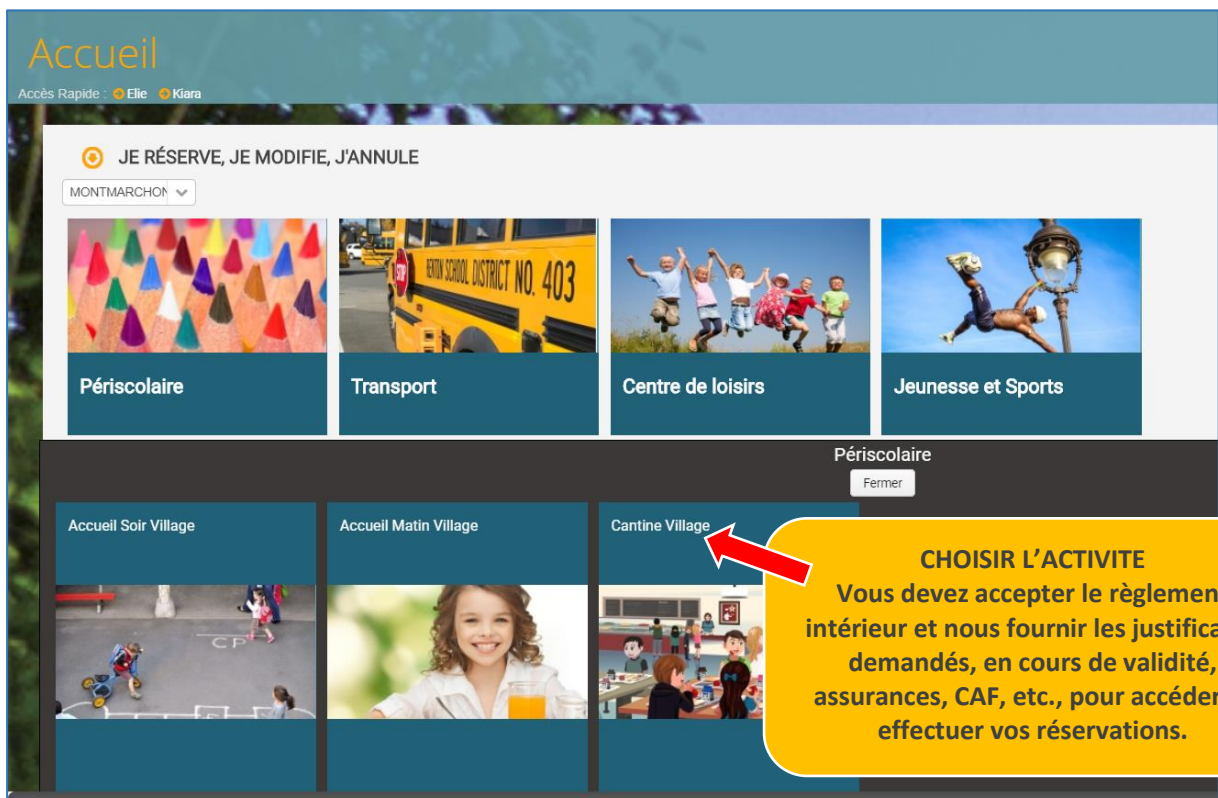 Accueil
Accès Rapide : Elie Kiara
JE RÉSERVE, JE MODIFIE, J'ANNULE
MONTMARCHON
RENTON SCHOOL DISTRICT NO. 403
STOP
Périscolaire
Transport
Centre de loisirs
Jeunesse et Sports
Périscolaire
Fermer
Accueil Soir Village
Accueil Matin Village
Cantine Village
CP
CHOISIR L’ACTIVITE
Vous devez accepter le règlemen
intérieur et nous fournir les justifica
demandés, en cours de validité,
assurances, CAF, etc., pour accéder
effectuer vos réservations.